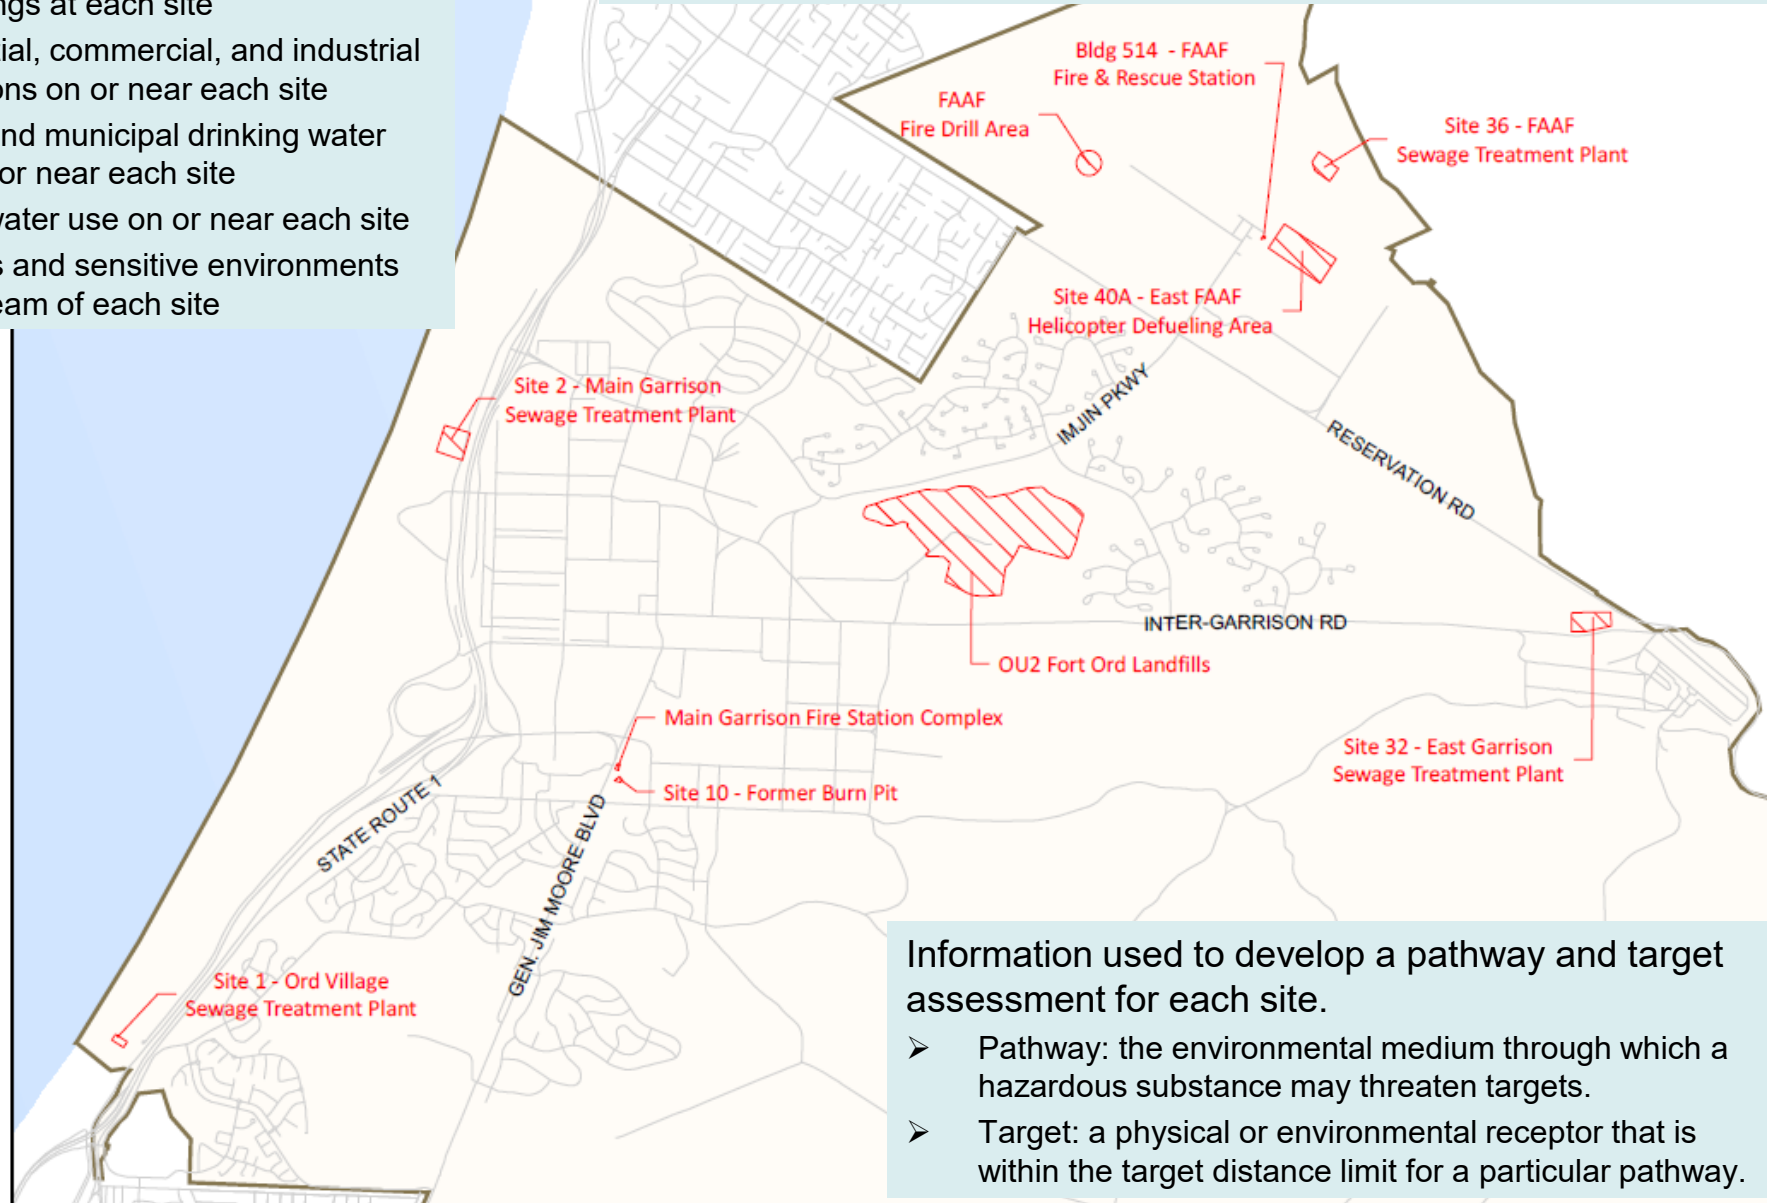 ngs at each site
tial, commercial, and industrial
ons on or near each site
nd municipal drinking water
or near each site
water use on or near each site
s and sensitive environments
eam of each site
Bldg 514 - FAAF
Fire & Rescue Station
FAAF
Fire Drill Area
Site 36 - FAAF
Sewage Treatment Plant
Site 40A - East FAAF
Helicopter Defueling Area
Site 2 - Main Garrison
Sewage Treatment Plant
IMJIN PKWY
RESERVATION RD
INTER-GARRISON RD
OU2 Fort Ord Landfills
Main Garrison Fire Station Complex
Site 10 - Former Burn Pit
Site 32 - East Garrison
Sewage Treatment Plant
STATE ROUTE 1
GEN. JIM MOORE BLVD
Site 1 - Ord Village
Sewage Treatment Plant
Information used to develop a pathway and target
assessment for each site.
➢ Pathway: the environmental medium through which a
hazardous substance may threaten targets.
➢ Target: a physical or environmental receptor that is
within the target distance limit for a particular pathway.